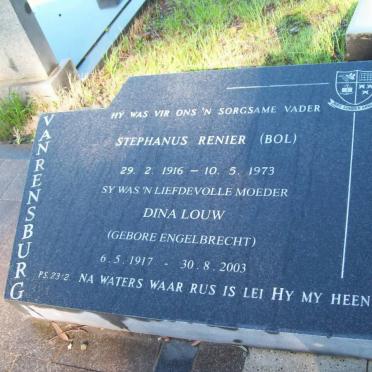 VAN RENSBURG
HY WAS VIR ONS 'N SORGSAME VADER
STEPHANUS RENIER (BOL)
29. 2. 1916 – 10. 5. 1973
SY WAS 'N LIEFDEVOLLE MOEDER
DINA LOUW
(GEBORE ENGELBRECHT)
6. 5. 1917 - 30. 8. 2003
PS. 23:2 NA WATERS WAAR RUS IS LEI HY MY HEEN